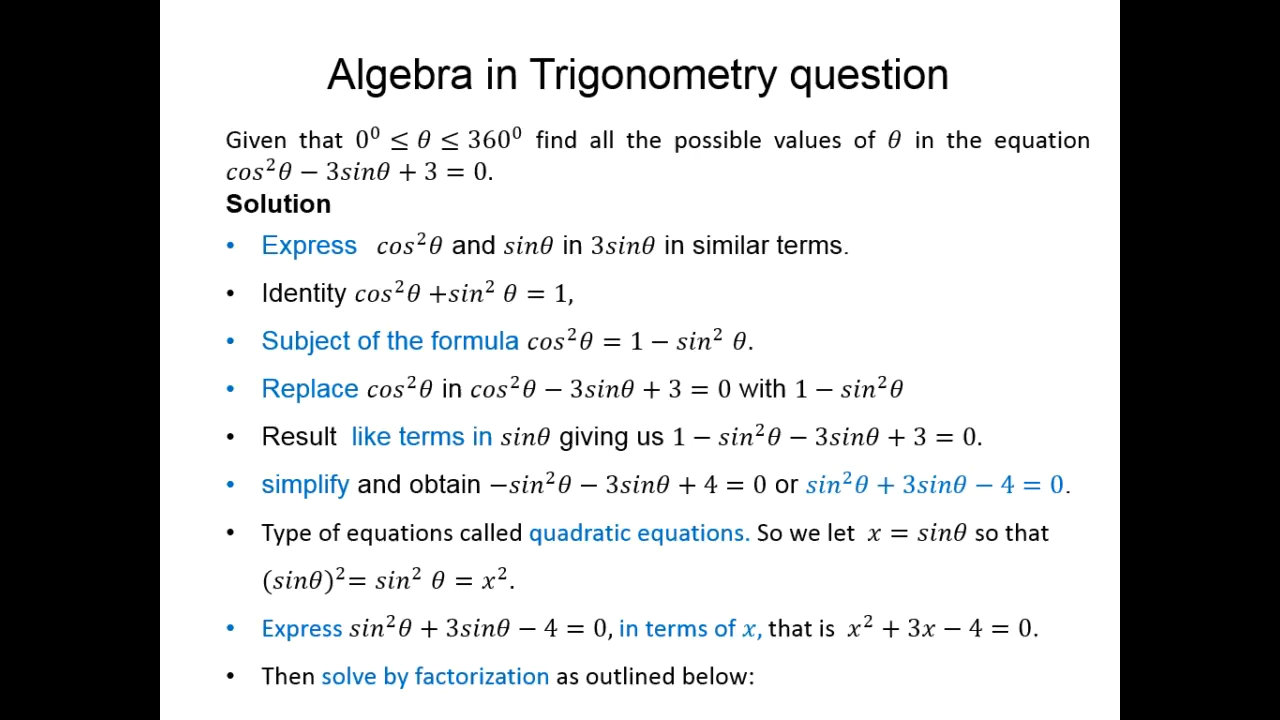 Algebra in Trigonometry question
Given that 0⁰ ≤ θ ≤ 360⁰ find all the possible values of θ in the equation
cos²θ − 3sinθ + 3 = 0.
Solution
• Express cos²θ and sinθ in 3sinθ in similar terms.
• Identity cos²θ +sin² θ = 1,
• Subject of the formula cos²θ = 1 − sin² θ.
• Replace cos²θ in cos²θ − 3sinθ + 3 = 0 with 1 − sin²θ
• Result like terms in sinθ giving us 1 − sin²θ − 3sinθ + 3 = 0.
• simplify and obtain −sin²θ − 3sinθ + 4 = 0 or sin²θ + 3sinθ − 4 = 0.
• Type of equations called quadratic equations. So we let x = sinθ so that
(sinθ)²= sin² θ = x².
• Express sin²θ + 3sinθ − 4 = 0, in terms of x, that is x² + 3x − 4 = 0.
• Then solve by factorization as outlined below: